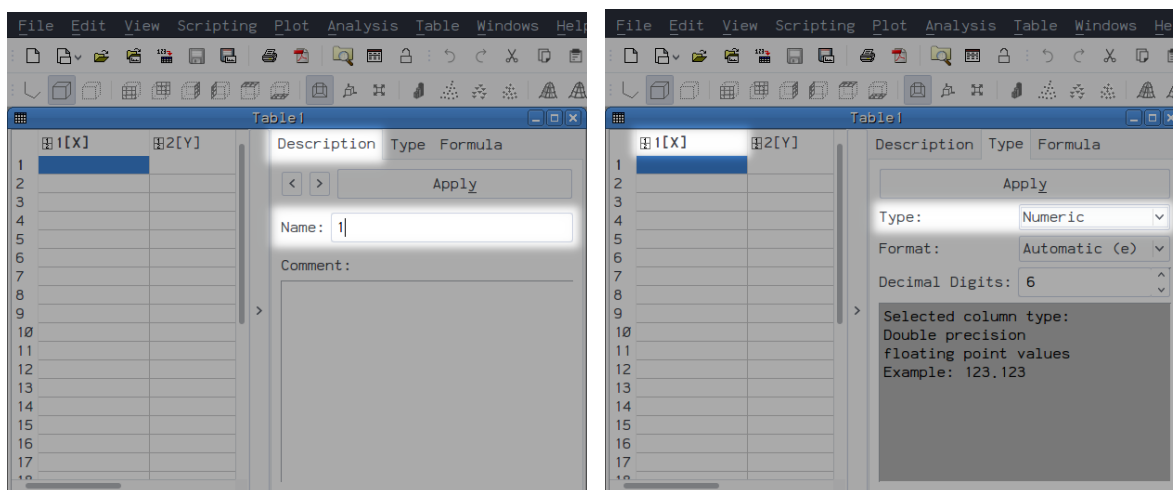 File Edit View Scripting Plot Analysis Table Windows Help
Table1
1[X] 2[Y]
1
2
3
4
5
6
7
8
9
10
11
12
13
14
15
16
17
18
Description Type Formula
< > Apply
Name: 1
Comment:
>
File Edit View Scripting Plot Analysis Table Windows He
Table1
1[X] 2[Y]
1
2
3
4
5
6
7
8
9
10
11
12
13
14
15
16
17
18
Description Type Formula
Apply
Type: Numeric
Format: Automatic (e)
Decimal Digits: 6
>
Selected column type:
Double precision
floating point values
Example: 123.123